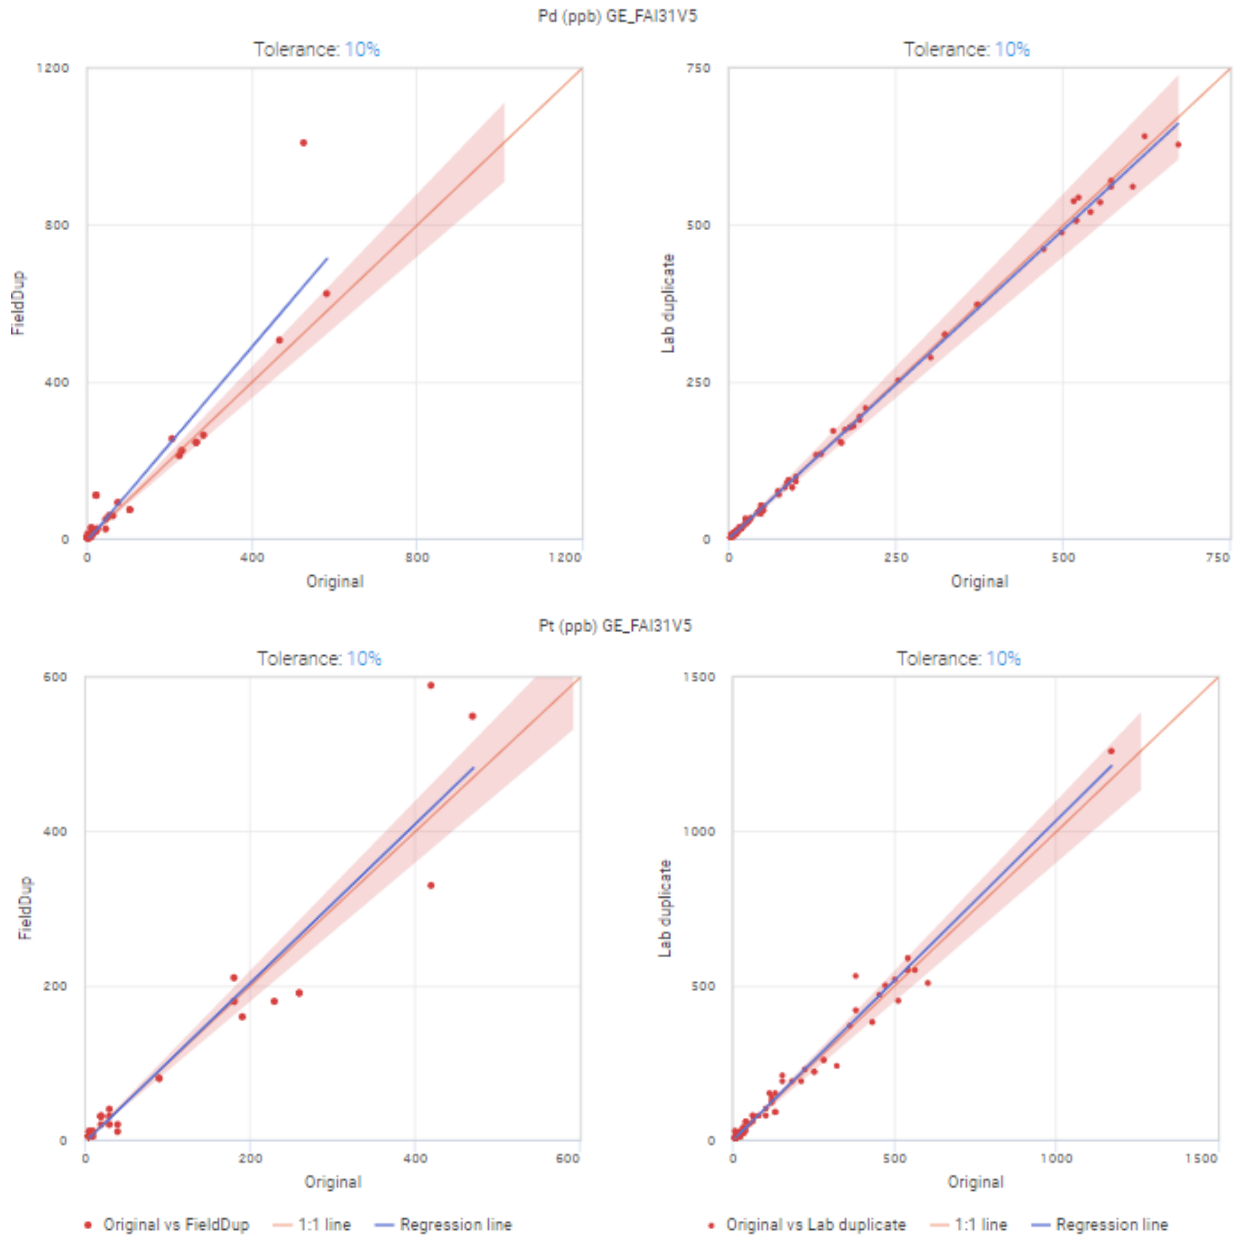 Pd (ppb) GE_FAI31V5
Tolerance: 10%
Tolerance: 10%
1200
800
400
0
FieldDup
0
400
800
1200
Original
750
500
250
0
Lab duplicate
0
250
500
750
Original
Pt (ppb) GE_FAI31V5
Tolerance: 10%
Tolerance: 10%
600
400
200
0
FieldDup
0
200
400
600
Original
1500
1000
500
0
Lab duplicate
0
500
1000
1500
Original
Original vs FieldDup
1:1 line
Regression line
Original vs Lab duplicate
1:1 line
Regression line